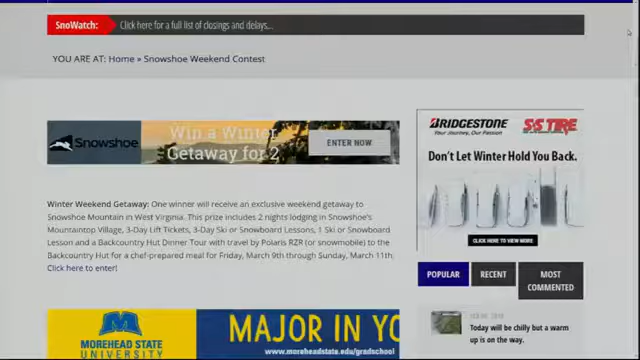 SnoWatch: Click here for a full list of closings and delays...
YOU ARE AT: Home » Snowshoe Weekend Contest
Snowshoe
Win a Winter
Getaway for 2
ENTER NOW
Winter Weekend Getaway: One winner will receive an exclusive weekend getaway to
Snowshoe Mountain in West Virginia. This prize includes 2 nights lodging in Snowshoe's
Mountaintop Village, 3-Day Lift Tickets, 3-Day Ski or Snowboard Lessons, 1 Ski or Snowboard
Lesson and a Backcountry Hut Dinner Tour with travel by Polaris RZR (or snowmobile) to the
Backcountry Hut for a chef-prepared meal for Friday, March 9th through Sunday, March 11th.
Click here to enter!
MOREHEAD STATE
UNIVERSITY
MAJOR IN YO
www.moreheadstate.edu/gradschool
BRIDGESTONE
Your Journey, Our Passion
S&S TIRE
Don't Let Winter Hold You Back.
CLICK HERE TO VIEW MORE
POPULAR
RECENT
MOST
COMMENTED
Today will be chilly but a warm
up is on the way.